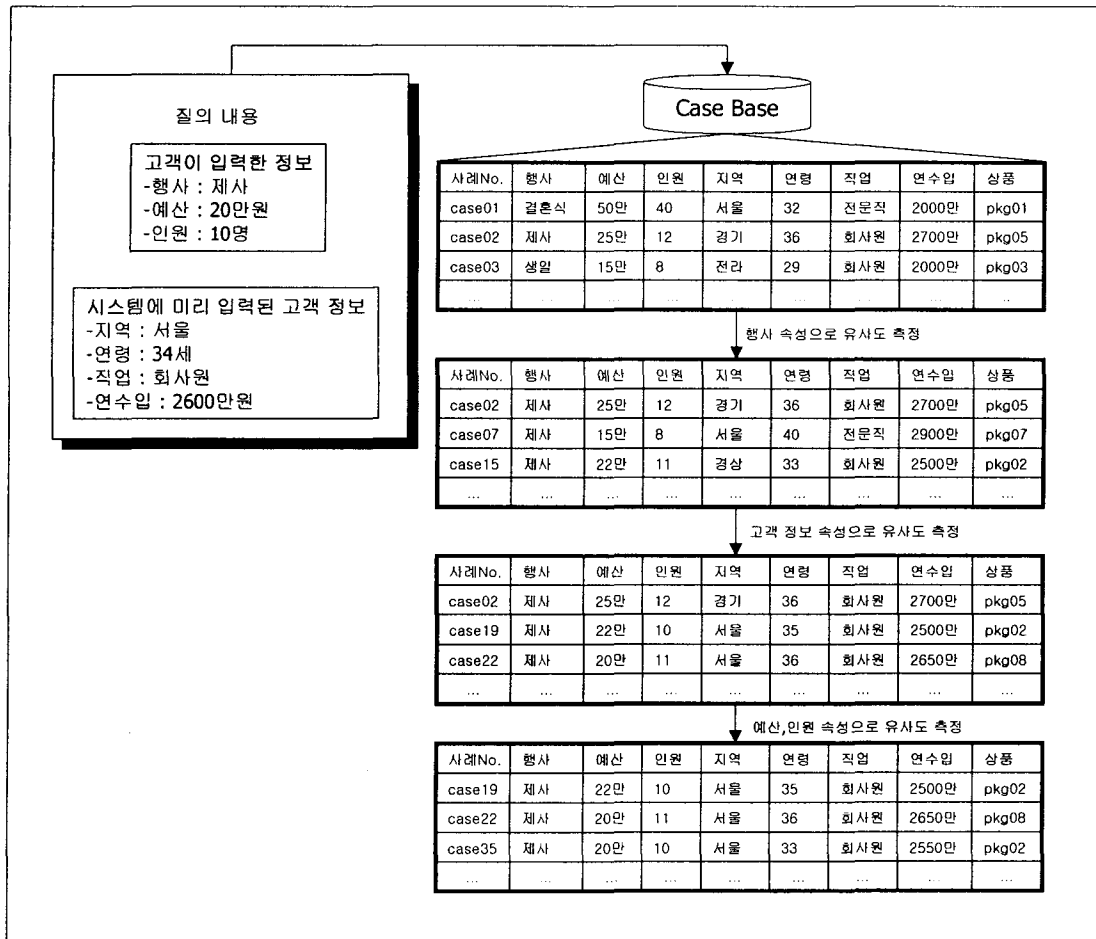 질의 내용
고객이 입력한 정보
-행사 : 제사
-예산 : 20만원
-인원 : 10명
시스템에 미리 입력된 고객 정보
-지역 : 서울
-연령 : 34세
-직업 : 회사원
-연수입 : 2600만원
Case Base
사례No. 행사 예산 인원 지역 연령 직업 연수입 상품
case01 결혼식 50만 40 서울 32 전문직 2000만 pkg01
case02 제사 25만 12 경기 36 회사원 2700만 pkg05
case03 생일 15만 8 전라 29 회사원 2000만 pkg03
... ... ... ... ... ... ... ... ...
행사 속성으로 유사도 측정
사례No. 행사 예산 인원 지역 연령 직업 연수입 상품
case02 제사 25만 12 경기 36 회사원 2700만 pkg05
case07 제사 15만 8 서울 40 전문직 2900만 pkg07
case15 제사 22만 11 경상 33 회사원 2500만 pkg02
... ... ... ... ... ... ... ... ...
고객 정보 속성으로 유사도 측정
사례No. 행사 예산 인원 지역 연령 직업 연수입 상품
case02 제사 25만 12 경기 36 회사원 2700만 pkg05
case19 제사 22만 10 서울 35 회사원 2500만 pkg02
case22 제사 20만 11 서울 36 회사원 2650만 pkg08
... ... ... ... ... ... ... ... ...
예산,인원 속성으로 유사도 측정
사례No. 행사 예산 인원 지역 연령 직업 연수입 상품
case19 제사 22만 10 서울 35 회사원 2500만 pkg02
case22 제사 20만 11 서울 36 회사원 2650만 pkg08
case35 제사 20만 10 서울 33 회사원 2550만 pkg02
... ... ... ... ... ... ... ... ...